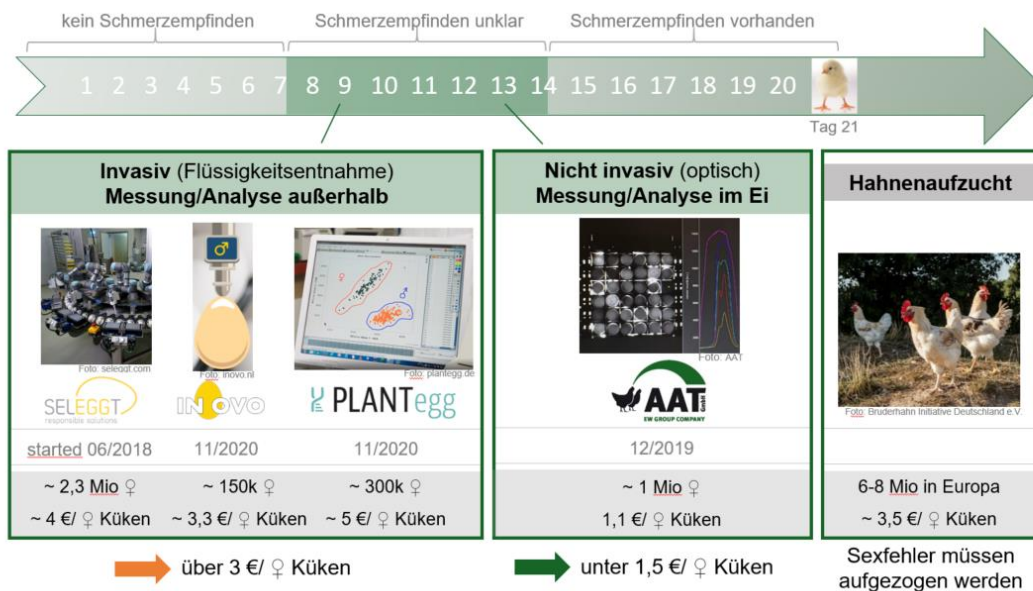 kein Schmerzempfinden
Schmerzempfinden unklar
Schmerzempfinden vorhanden
1 2 3 4 5 6 7 8 9 10 11 12 13 14 15 16 17 18 19 20
Tag 21
Invasiv (Flüssigkeitsentnahme)
Messung/Analyse außerhalb
♂
♀
♂
Foto: seleggt.com
Foto: inovo.nl
Foto: plantegg.de
SELEGGT
responsible solutions
IN OVO
PLANTegg
started 06/2018
11/2020
11/2020
~ 2,3 Mio ♀
~ 150k ♀
~ 300k ♀
~ 4 €/ ♀ Küken
~ 3,3 €/ ♀ Küken
~ 5 €/ ♀ Küken
über 3 €/ ♀ Küken
Nicht invasiv (optisch)
Messung/Analyse im Ei
Foto: AAT
AAT GmbH
EW GROUP COMPANY
12/2019
~ 1 Mio ♀
1,1 €/ ♀ Küken
unter 1,5 €/ ♀ Küken
Hahnenaufzucht
Foto: Bruderhahn Initiative Deutschland e.V.
6-8 Mio in Europa
~ 3,5 €/ ♀ Küken
Sexfehler müssen
aufgezogen werden